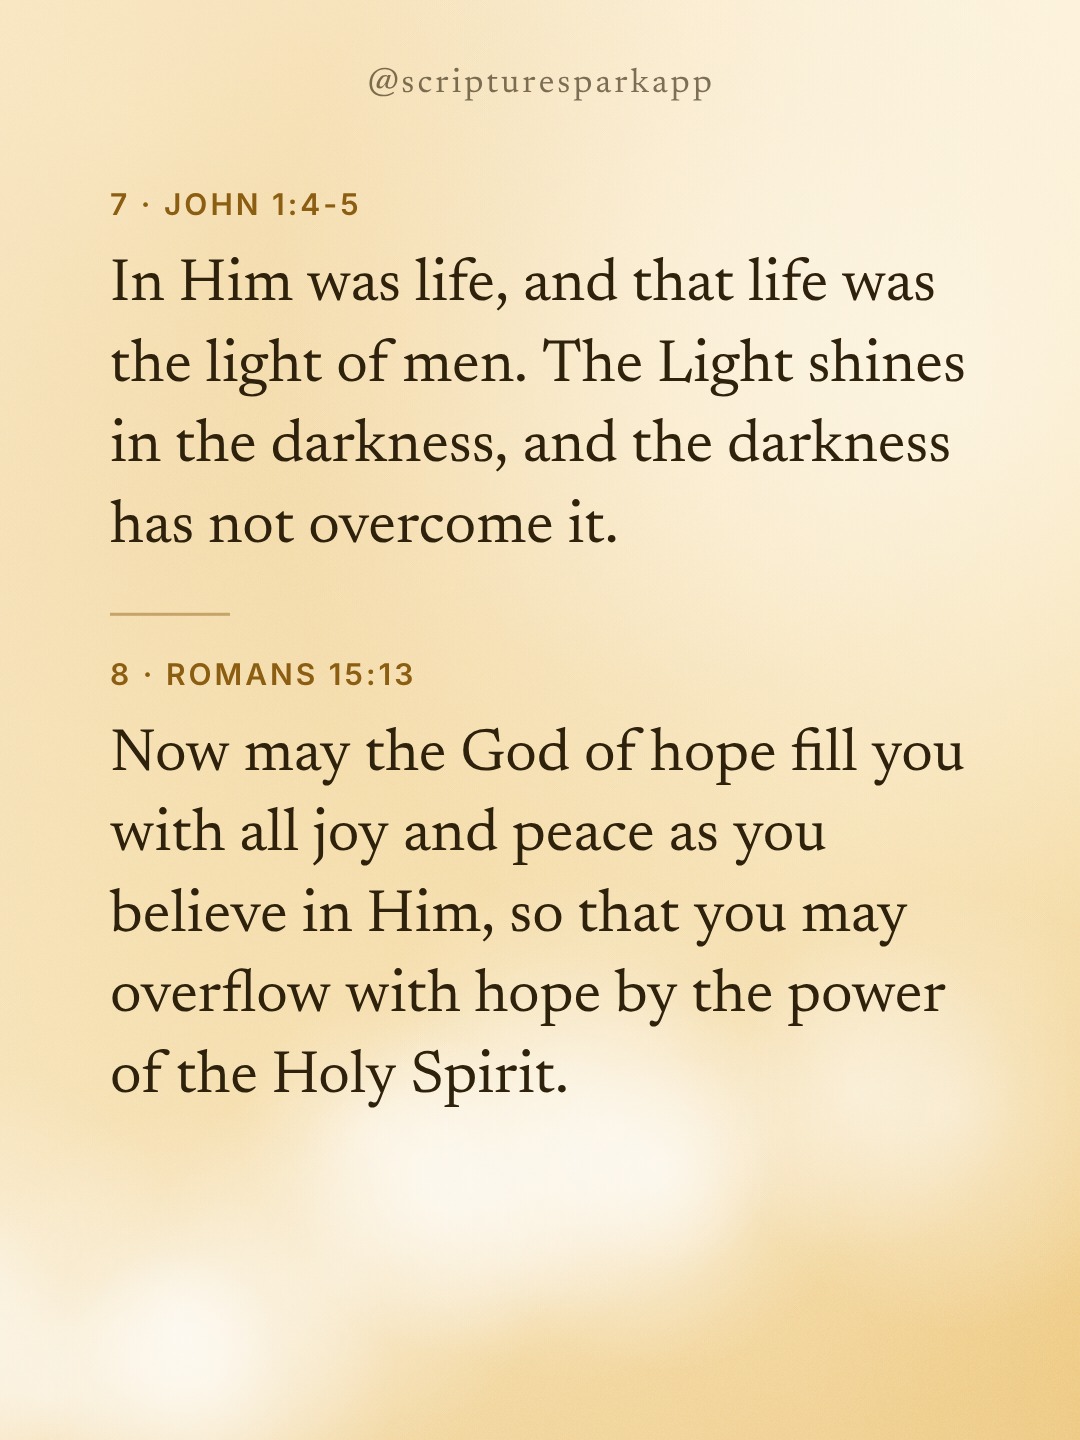 @scripturesparkapp
7 · JOHN 1:4-5
In Him was life, and that life was
the light of men. The Light shines
in the darkness, and the darkness
has not overcome it.
8 · ROMANS 15:13
Now may the God of hope fill you
with all joy and peace as you
believe in Him, so that you may
overflow with hope by the power
of the Holy Spirit.